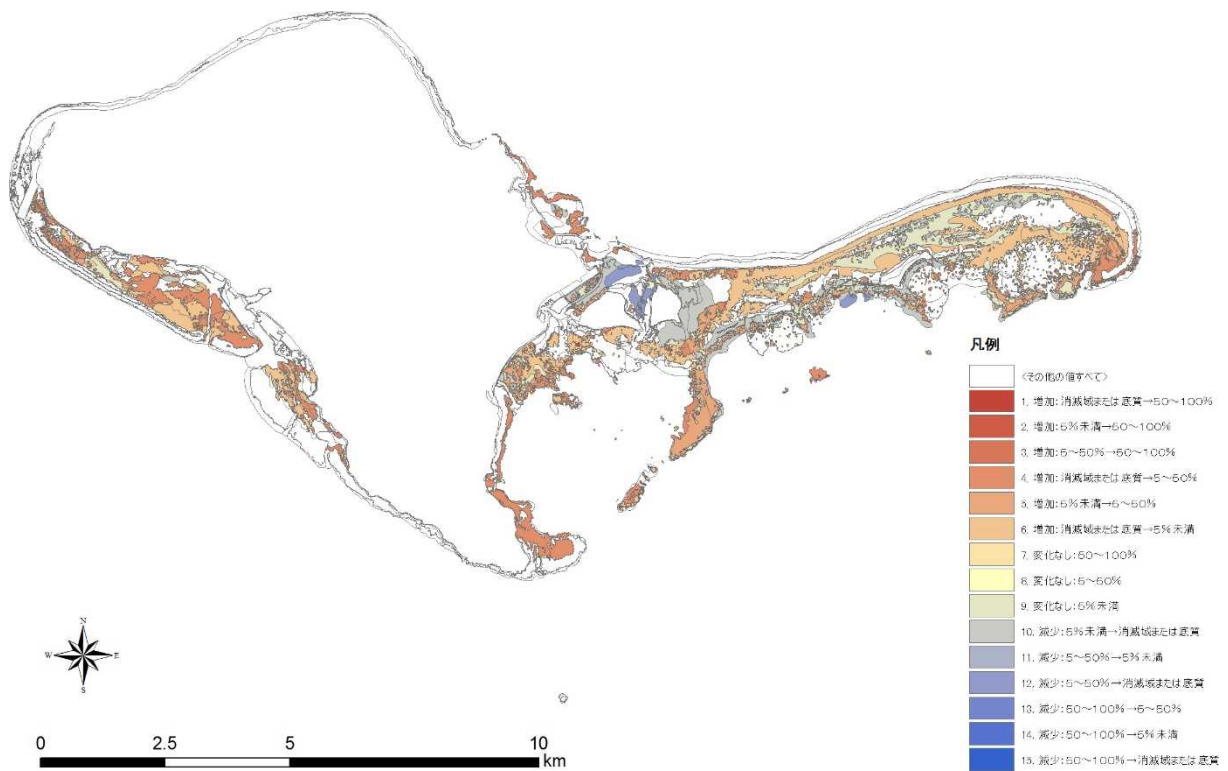 凡例
<その他の値すべて>
1. 増加:消滅域または底質→50～100%
2. 増加:5%未満→50～100%
3. 増加:5～50%→50～100%
4. 増加:消滅域または底質→5～50%
5. 増加:5%未満→5～50%
6. 増加:消滅域または底質→5%未満
7. 変化なし:50～100%
8. 変化なし:5～50%
9. 変化なし:5%未満
10. 減少:5%未満→消滅域または底質
11. 減少:5～50%→5%未満
12. 減少:5～50%→消滅域または底質
13. 減少:50～100%→5～50%
14. 減少:50～100%→5%未満
15. 減少:50～100%→消滅域または底質
N
W E
S
0 2.5 5 10
km